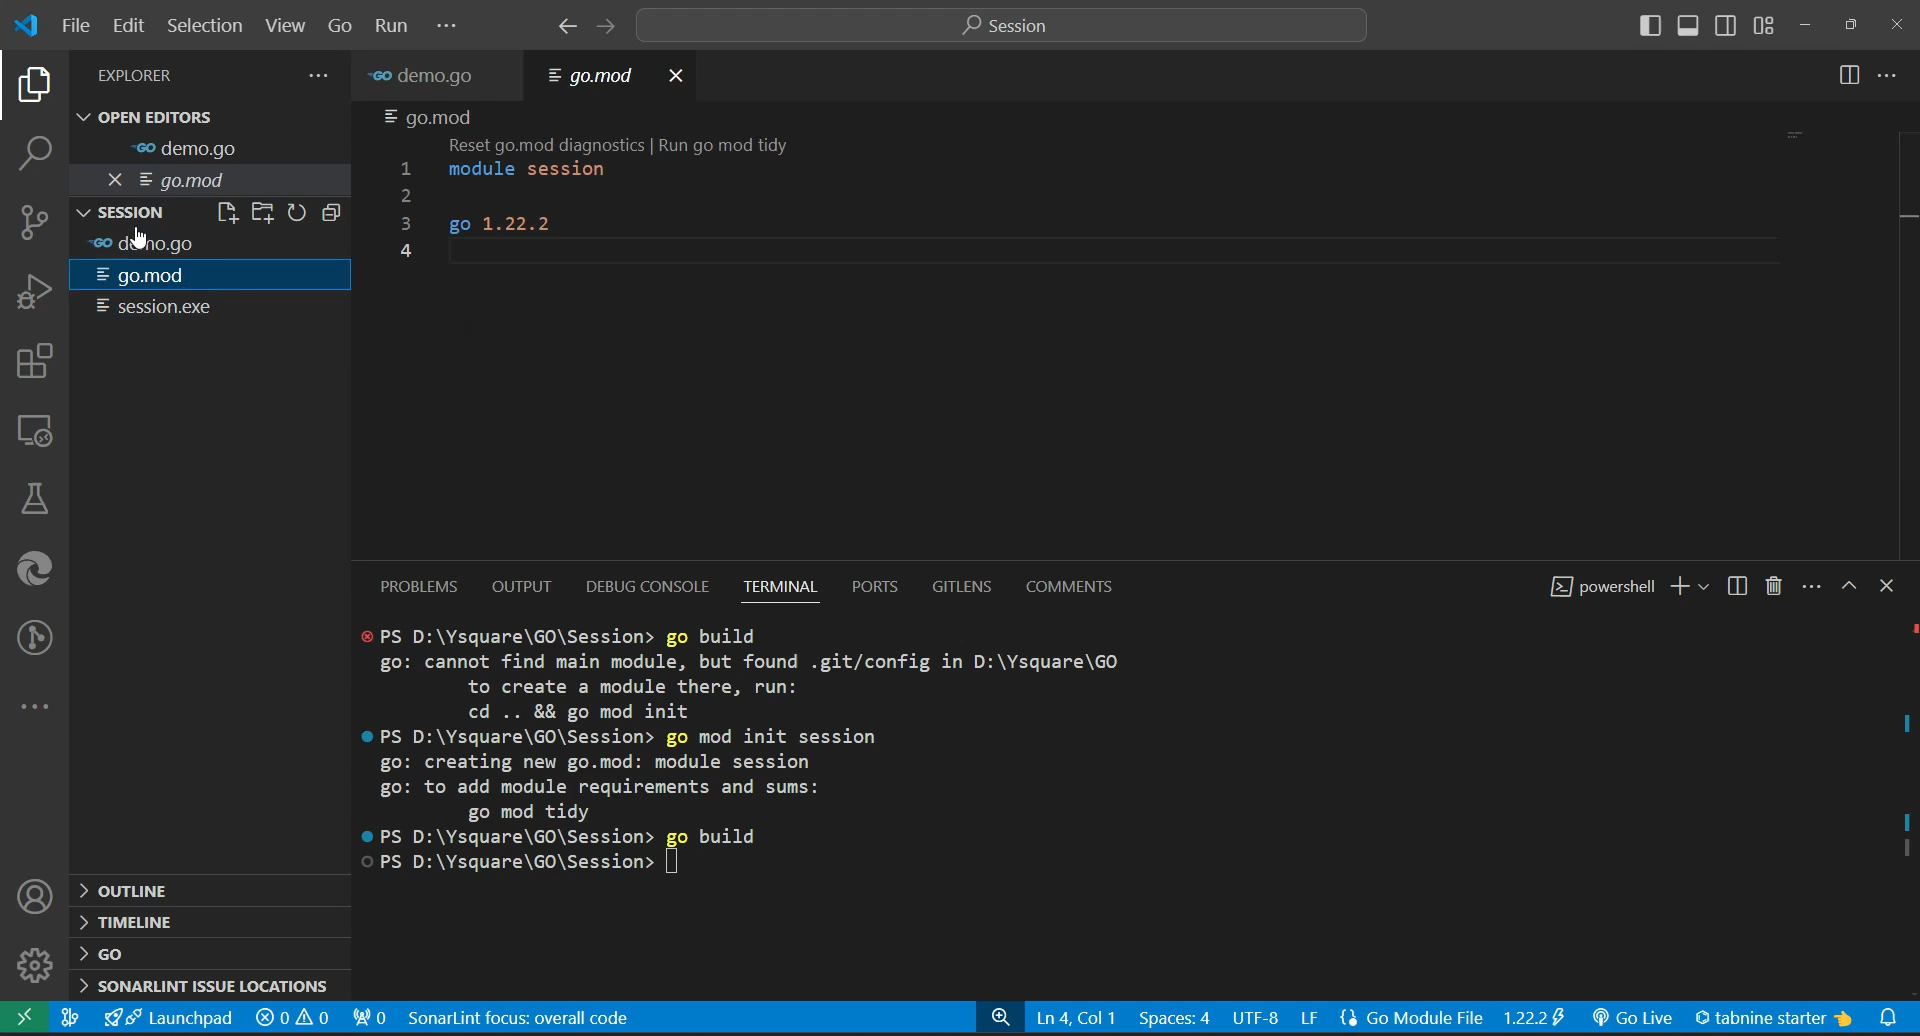 File Edit Selection View Go Run ···
Session
EXPLORER
OPEN EDITORS
GO demo.go
go.mod
SESSION
GO demo.go
go.mod
session.exe
OUTLINE
TIMELINE
GO
SONARLINT ISSUE LOCATIONS
GO demo.go
go.mod
go.mod
Reset go.mod diagnostics | Run go mod tidy
1 module session
2
3 go 1.22.2
4
PROBLEMS OUTPUT DEBUG CONSOLE TERMINAL PORTS GITLENS COMMENTS
powershell
PS D:\Ysquare\GO\Session> go build
go: cannot find main module, but found .git/config in D:\Ysquare\GO
to create a module there, run:
cd .. && go mod init
PS D:\Ysquare\GO\Session> go mod init session
go: creating new go.mod: module session
go: to add module requirements and sums:
go mod tidy
PS D:\Ysquare\GO\Session> go build
PS D:\Ysquare\GO\Session>
Launchpad 0 0 0 SonarLint focus: overall code Ln 4, Col 1 Spaces: 4 UTF-8 LF Go Module File 1.22.2 Go Live tabnine starter